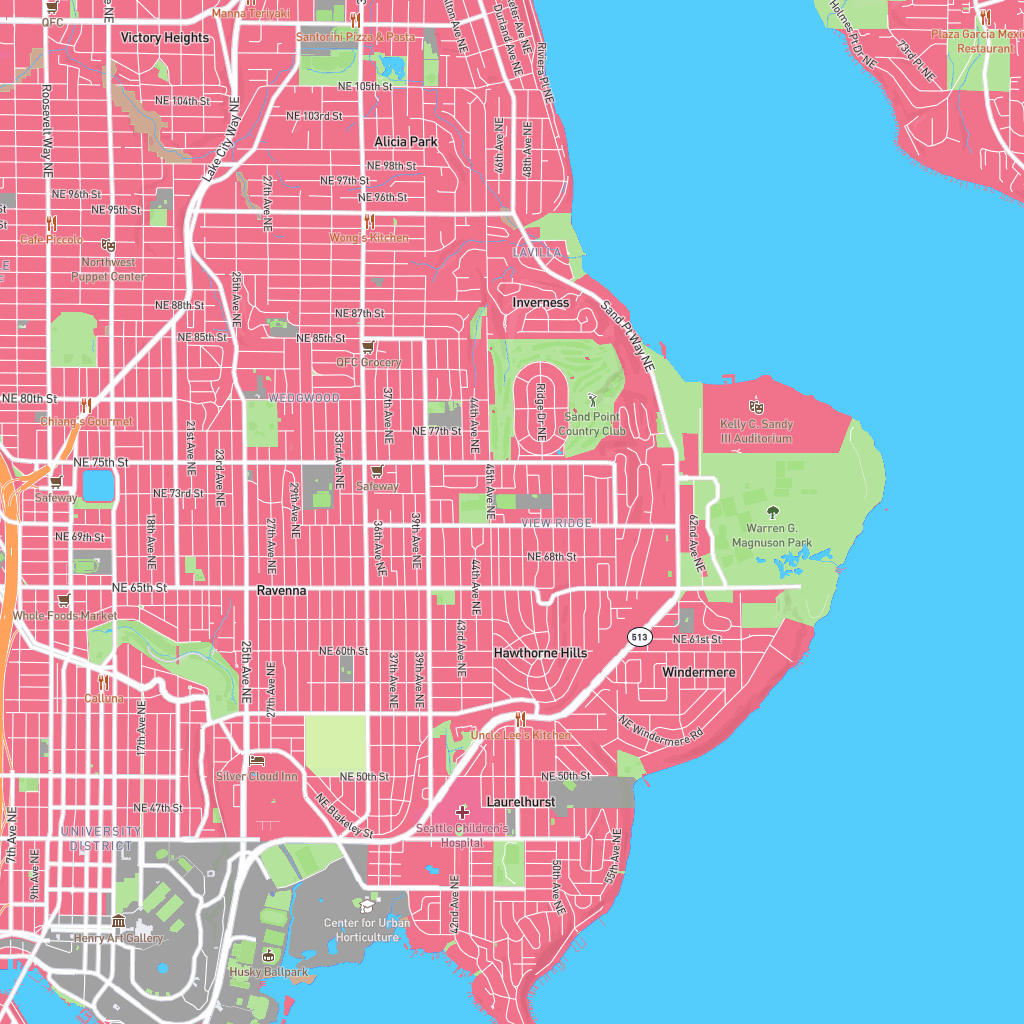 QFC
Manna Teriyaki
Victory Heights
Santorini Pizza & Pasta
Durland Ave NE
Riviera Pl NE
Holmes Pt Dr NE
73rd Pl NE
Plaza Garcia Mexic
Restaurant
NE 105th St
NE 104th St
NE 103rd St
Roosevelt Way NE
Lake City Way NE
Alicia Park
46th Ave NE
48th Ave NE
NE 98th St
NE 97th St
NE 96th St
NE 96th St
NE 95th St
27th Ave NE
Cafe Piccolo
Northwest
Puppet Center
Wong's Kitchen
LAVILLA
25th Ave NE
NE 88th St
NE 87th St
Inverness
Sand Pt Way NE
NE 85th St
NE 85th St
QFC Grocery
NE 80th St
WEDGWOOD
37th Ave NE
44th Ave NE
Ridge Dr NE
Sand Point
Country Club
Kelly C. Sandy
III Auditorium
Chiang's Gourmet
21st Ave NE
23rd Ave NE
33rd Ave NE
NE 77th St
NE 75th St
Safeway
Safeway
NE 73rd St
29th Ave NE
45th Ave NE
VIEW RIDGE
62nd Ave NE
Warren G.
Magnuson Park
NE 69th St
18th Ave NE
27th Ave NE
36th Ave NE
39th Ave NE
NE 68th St
44th Ave NE
NE 65th St
Ravenna
Whole Foods Market
513
NE 61st St
NE 60th St
43rd Ave NE
Hawthorne Hills
Windermere
25th Ave NE
27th Ave NE
37th Ave NE
39th Ave NE
Calluna
17th Ave NE
Uncle Lee's Kitchen
NE Windermere Rd
Silver Cloud Inn
NE 50th St
NE 50th St
NE 47th St
NE Blakeley St
Laurelhurst
Seattle Children's
Hospital
UNIVERSITY
DISTRICT
7th Ave NE
9th Ave NE
42nd Ave NE
50th Ave NE
55th Ave NE
Henry Art Gallery
Center for Urban
Horticulture
Husky Ballpark